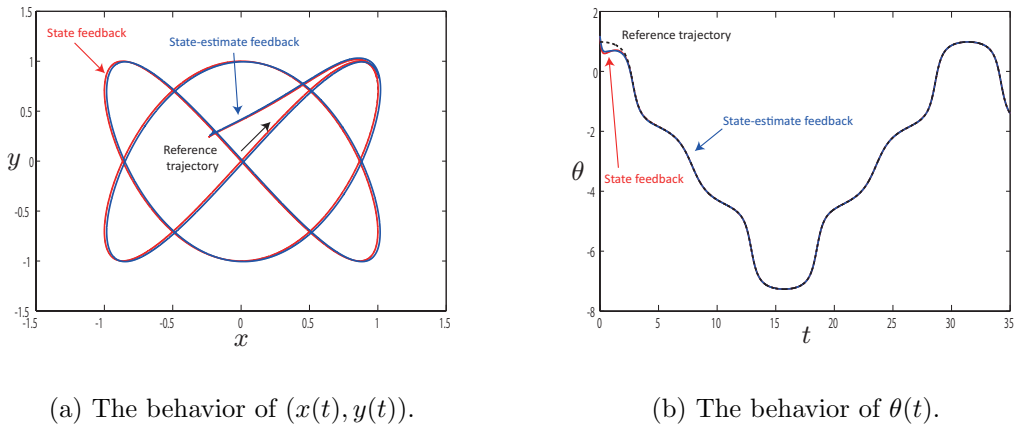 1.5
State feedback
State-estimate feedback
1
0.5
y
Reference
trajectory
0
-0.5
-1
-1.5
-1.5
-1
-0.5
0
0.5
1
1.5
x
(a) The behavior of (x(t), y(t)).
2
Reference trajectory
0
-2
State-estimate feedback
θ
State feedback
-4
-6
-8
0
5
10
15
20
25
30
35
t
(b) The behavior of θ(t).